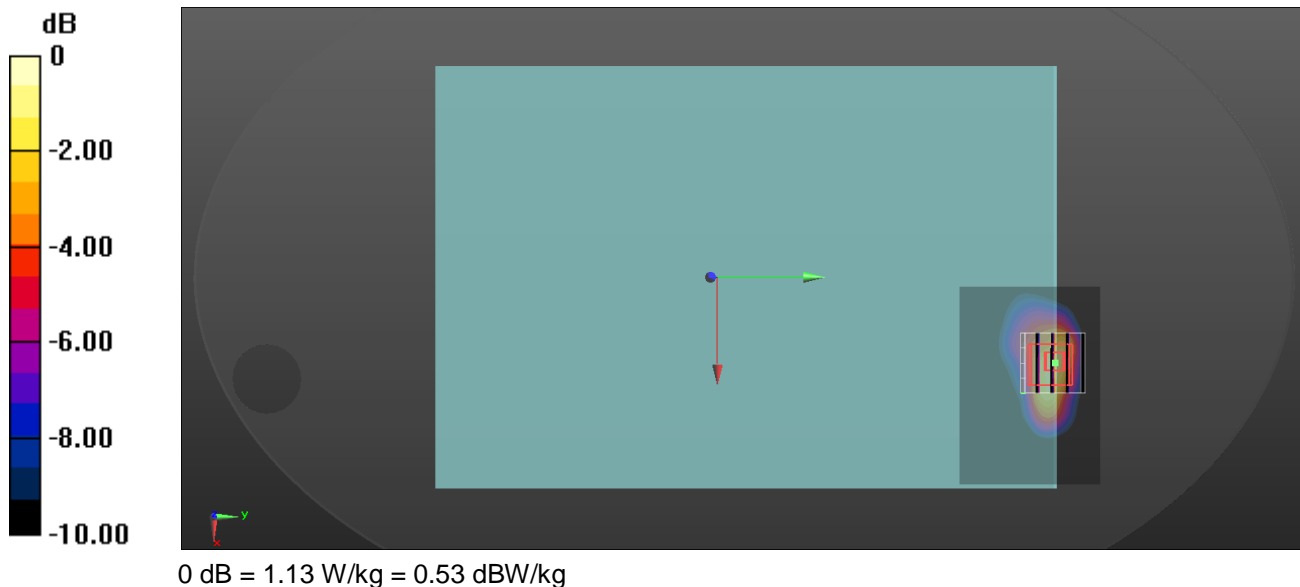 dB
0
-2.00
-4.00
-6.00
-8.00
-10.00
y
x
0 dB = 1.13 W/kg = 0.53 dBW/kg